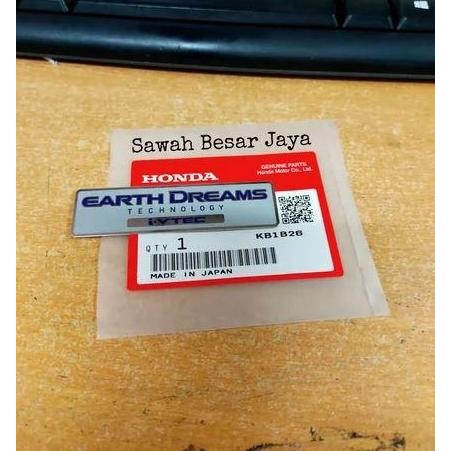 Sawah Besar Jaya
GENUINE PARTS
HONDA Honda Motor Co., Ltd.
EARTH DREAMS
TECHNOLOGY
i-VTEC
KB1B26
QTY 1
MADE IN JAPAN